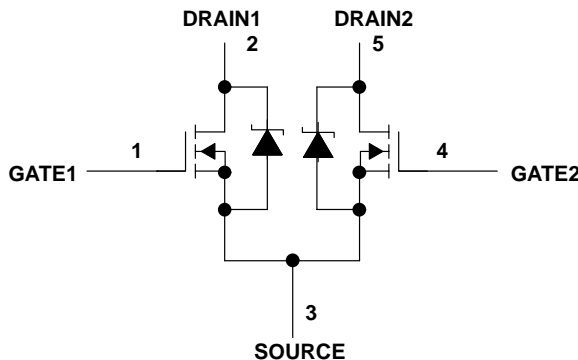 DRAIN1 DRAIN2
2 5
1 4
GATE1 GATE2
3
SOURCE